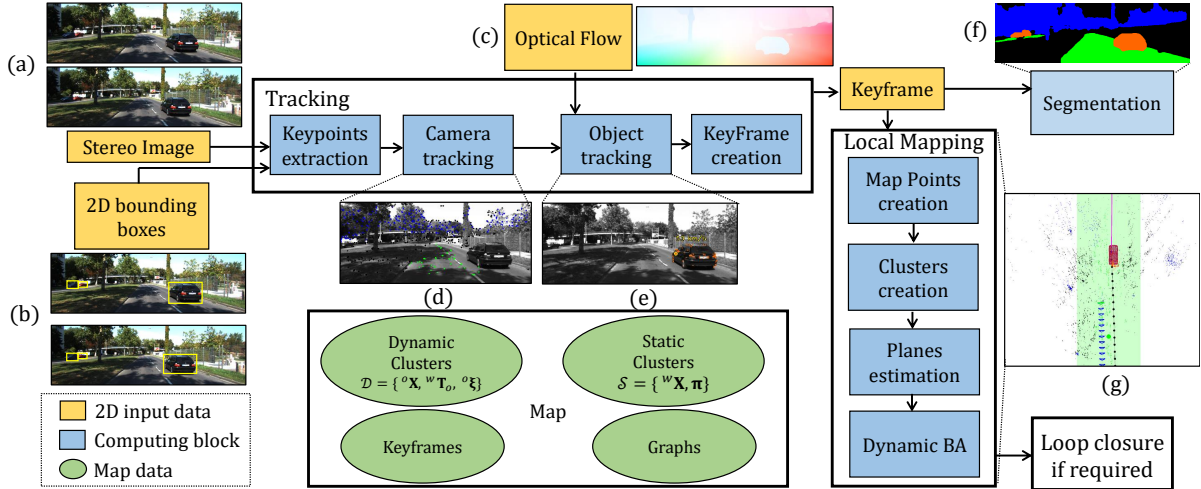 (a)
Stereo Image
2D bounding
boxes
(b)
2D input data
Computing block
Map data
(c)
Optical Flow
Tracking
Keypoints
extraction
Camera
tracking
Object
tracking
KeyFrame
creation
(d)
(e)
Dynamic
Clusters
𝒟 = { ᵒX, ʷTₒ, ᵒξ}
Static
Clusters
𝒮 = { ʷX, π}
Map
Keyframes
Graphs
Keyframe
(f)
Segmentation
Local Mapping
Map Points
creation
Clusters
creation
Planes
estimation
Dynamic BA
(g)
Loop closure
if required